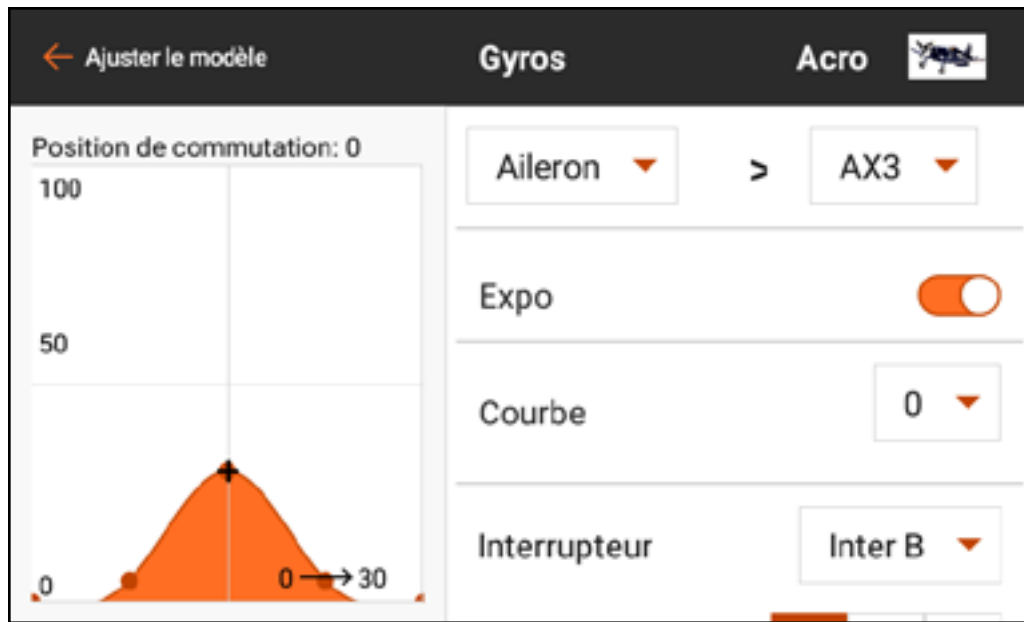 ← Ajuster le modèle Gyros Acro
Position de commutation: 0
100
50
0
0 → 30
Aileron > AX3
Expo
Courbe 0
Interrupteur Inter B